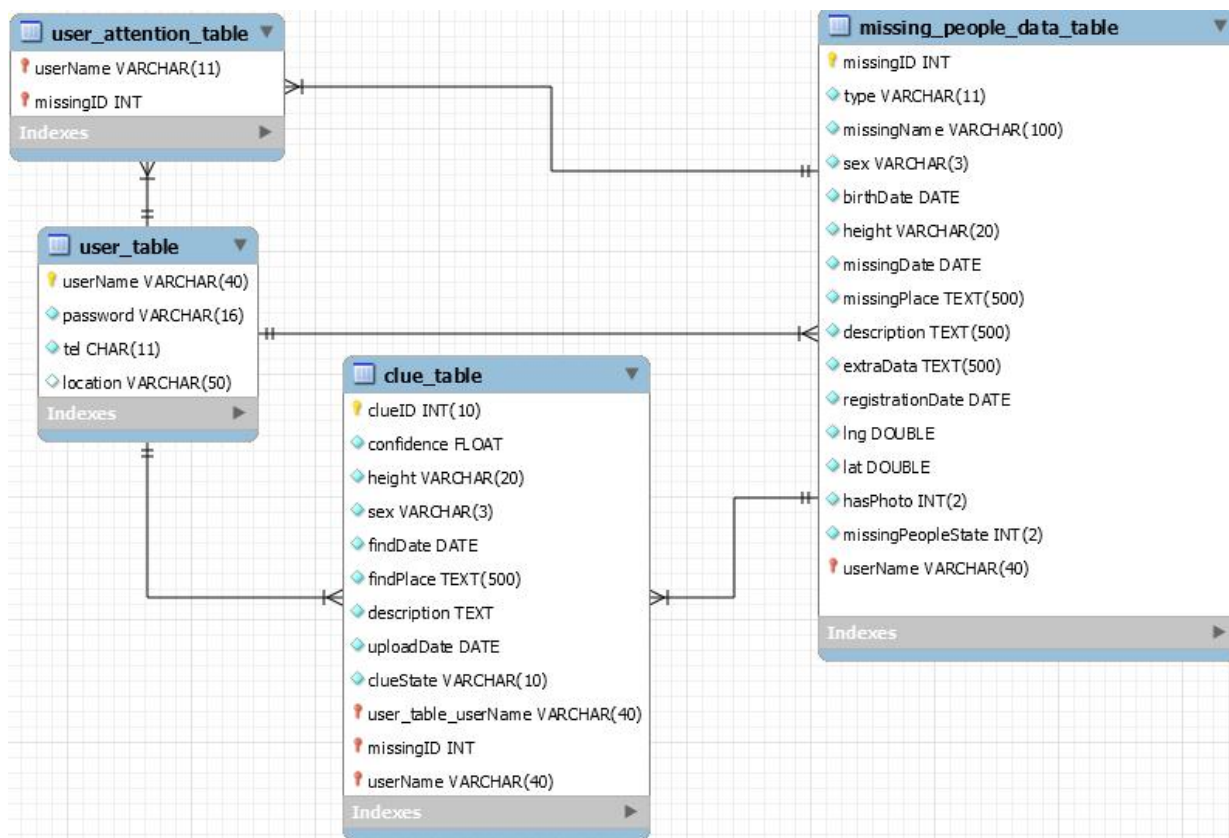 user_attention_table
userName VARCHAR(11)
missingID INT
Indexes
user_table
userName VARCHAR(40)
password VARCHAR(16)
tel CHAR(11)
location VARCHAR(50)
Indexes
clue_table
clueID INT(10)
confidence FLOAT
height VARCHAR(20)
sex VARCHAR(3)
findDate DATE
findPlace TEXT(500)
description TEXT
uploadDate DATE
clueState VARCHAR(10)
user_table_userName VARCHAR(40)
missingID INT
userName VARCHAR(40)
Indexes
missing_people_data_table
missingID INT
type VARCHAR(11)
missingName VARCHAR(100)
sex VARCHAR(3)
birthDate DATE
height VARCHAR(20)
missingDate DATE
missingPlace TEXT(500)
description TEXT(500)
extraData TEXT(500)
registrationDate DATE
lng DOUBLE
lat DOUBLE
hasPhoto INT(2)
missingPeopleState INT(2)
userName VARCHAR(40)
Indexes